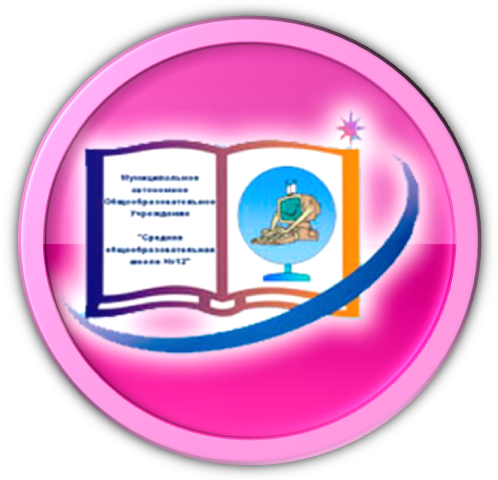 Муниципальное
автономное
Общеобразовательное
Учреждение
"Средняя
общеобразовательная
школа №12"